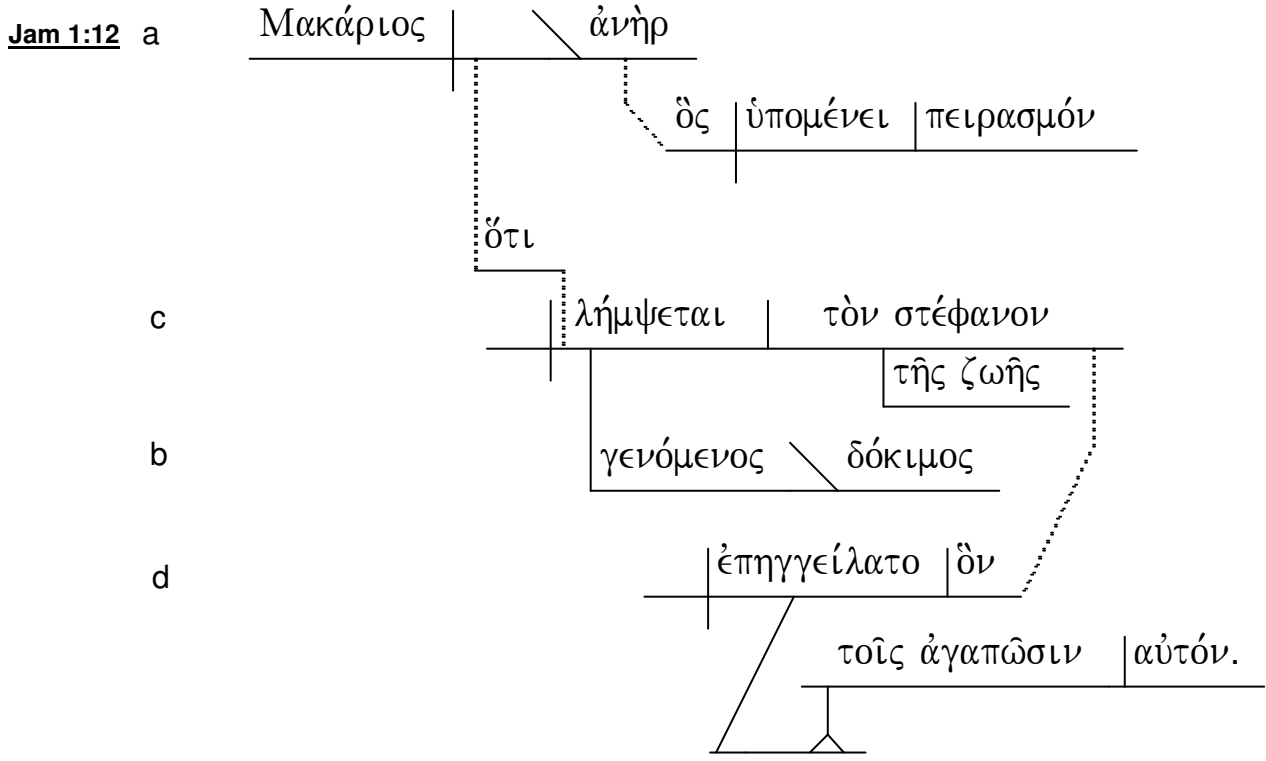 Jam 1:12 a Μακάριος ἀνὴρ
ὃς ὑπομένει πειρασμόν
ὅτι
c λήμψεται τὸν στέφανον
τῆς ζωῆς
b γενόμενος δόκιμος
d ἐπηγγείλατο ὃν
τοῖς ἀγαπῶσιν αὐτόν.